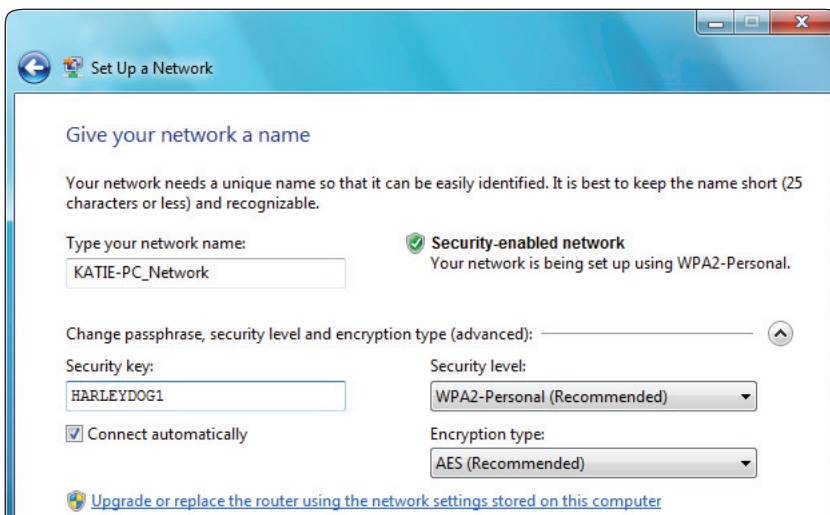 Set Up a Network
Give your network a name
Your network needs a unique name so that it can be easily identified. It is best to keep the name short (25
characters or less) and recognizable.
Type your network name:
KATIE-PC_Network
Security-enabled network
Your network is being set up using WPA2-Personal.
Change passphrase, security level and encryption type (advanced):
Security key:
HARLEYDOG1
Connect automatically
Security level:
WPA2-Personal (Recommended)
Encryption type:
AES (Recommended)
Upgrade or replace the router using the network settings stored on this computer